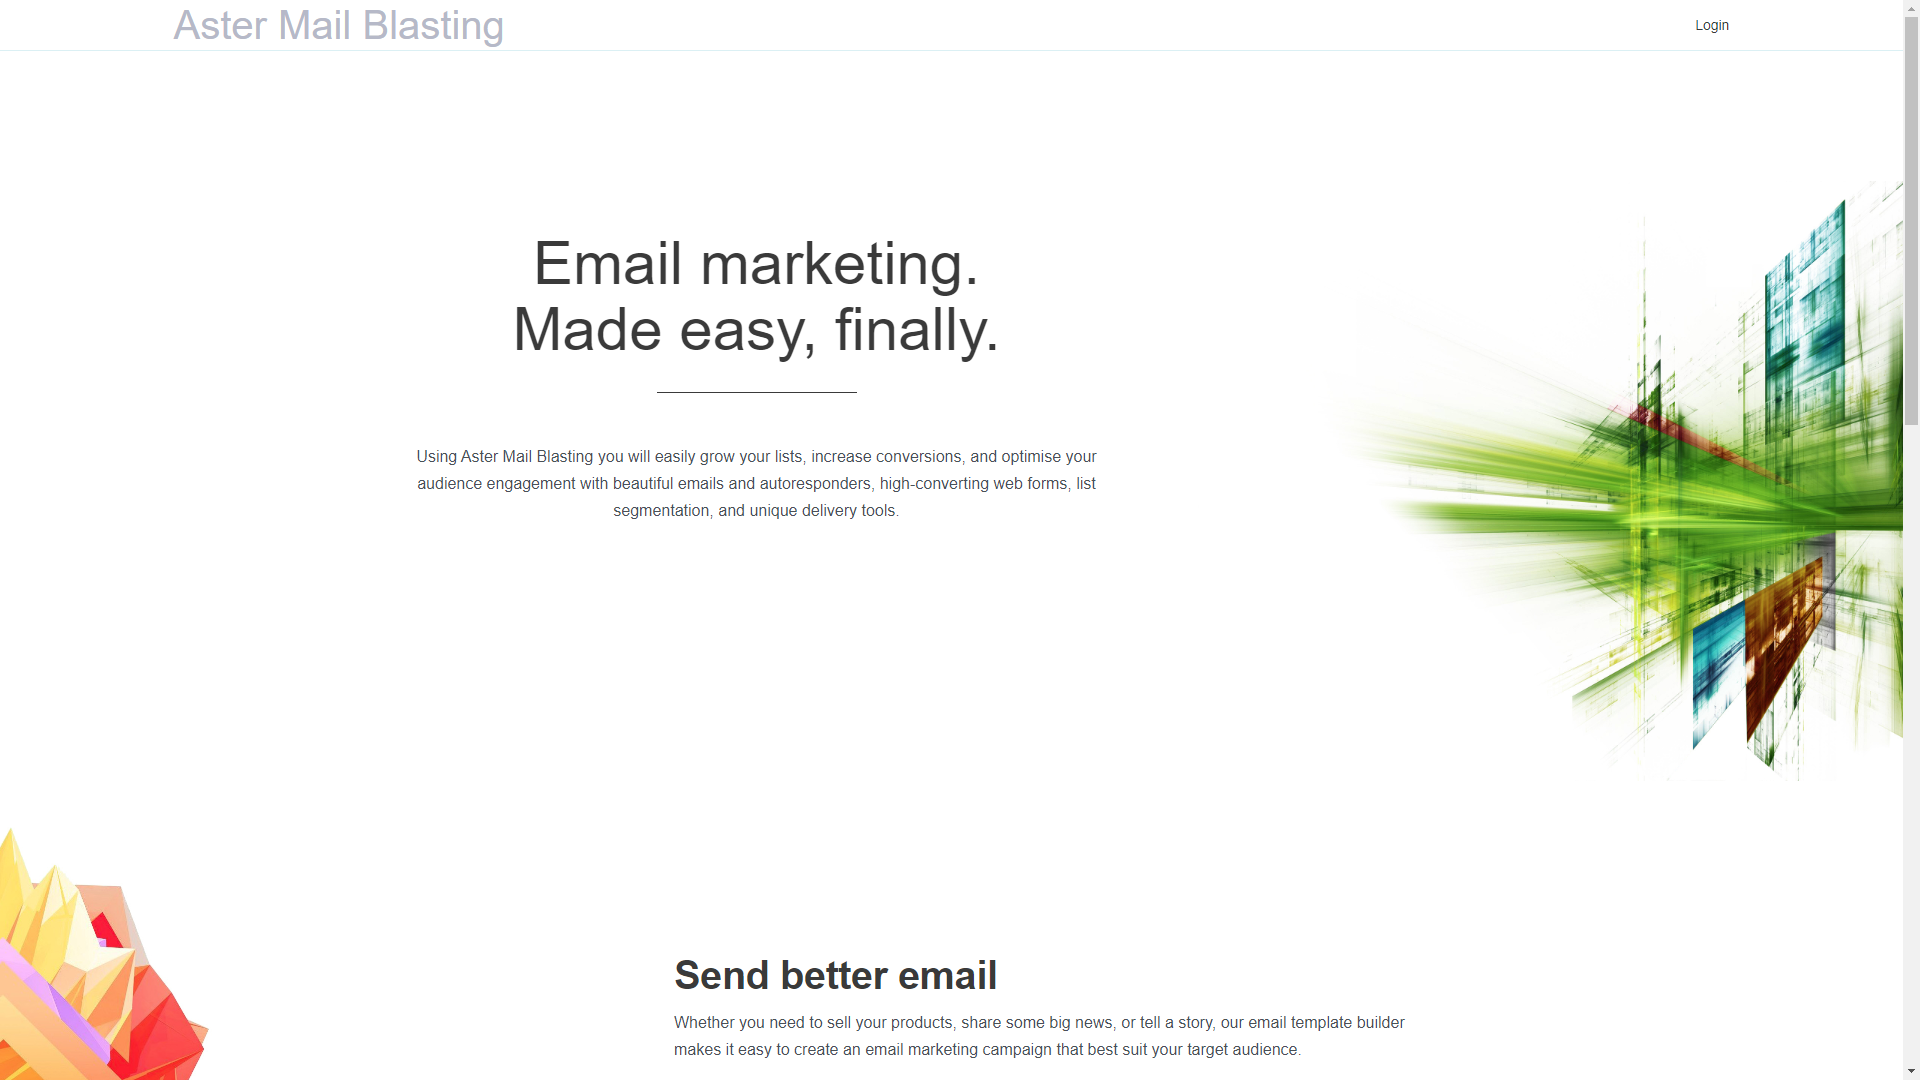 Aster Mail Blasting
Login
Email marketing.
Made easy, finally.
Using Aster Mail Blasting you will easily grow your lists, increase conversions, and optimise your
audience engagement with beautiful emails and autoresponders, high-converting web forms, list
segmentation, and unique delivery tools.
Send better email
Whether you need to sell your products, share some big news, or tell a story, our email template builder
makes it easy to create an email marketing campaign that best suit your target audience.